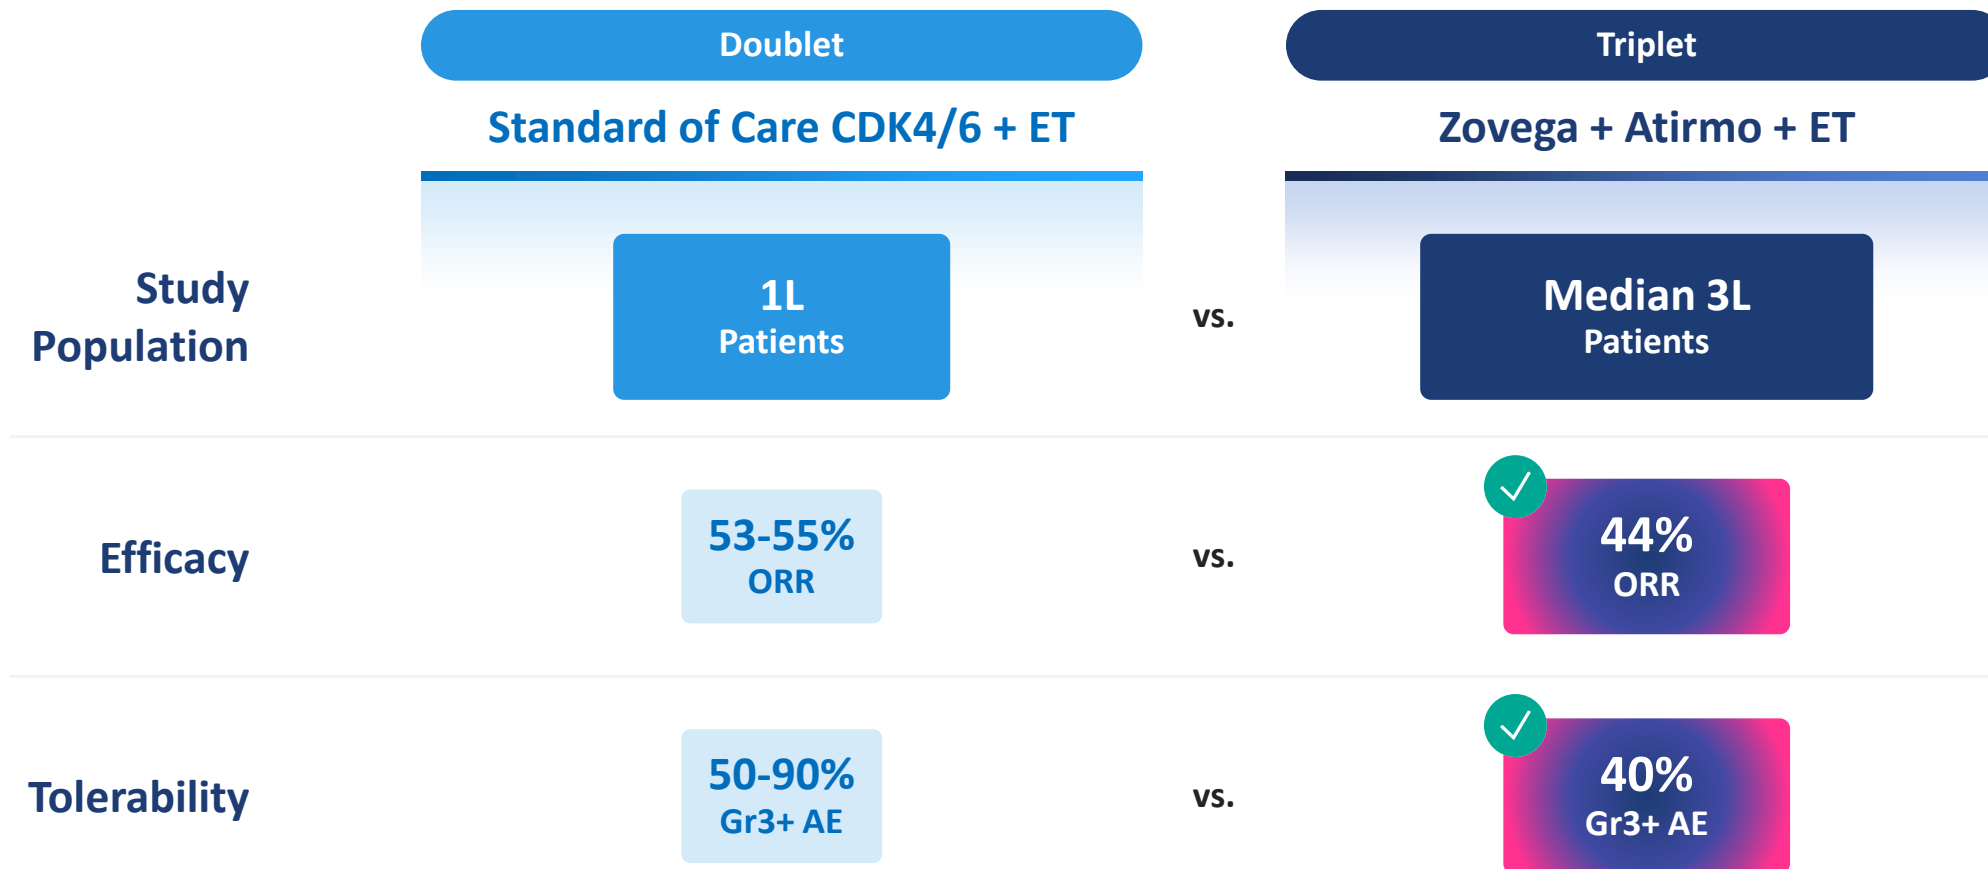 Doublet
Triplet
Standard of Care CDK4/6 + ET
Zovega + Atirmo + ET
Study
Population
1L
Patients
vs.
Median 3L
Patients
Efficacy
53-55%
ORR
vs.
44%
ORR
Tolerability
50-90%
Gr3+ AE
vs.
40%
Gr3+ AE